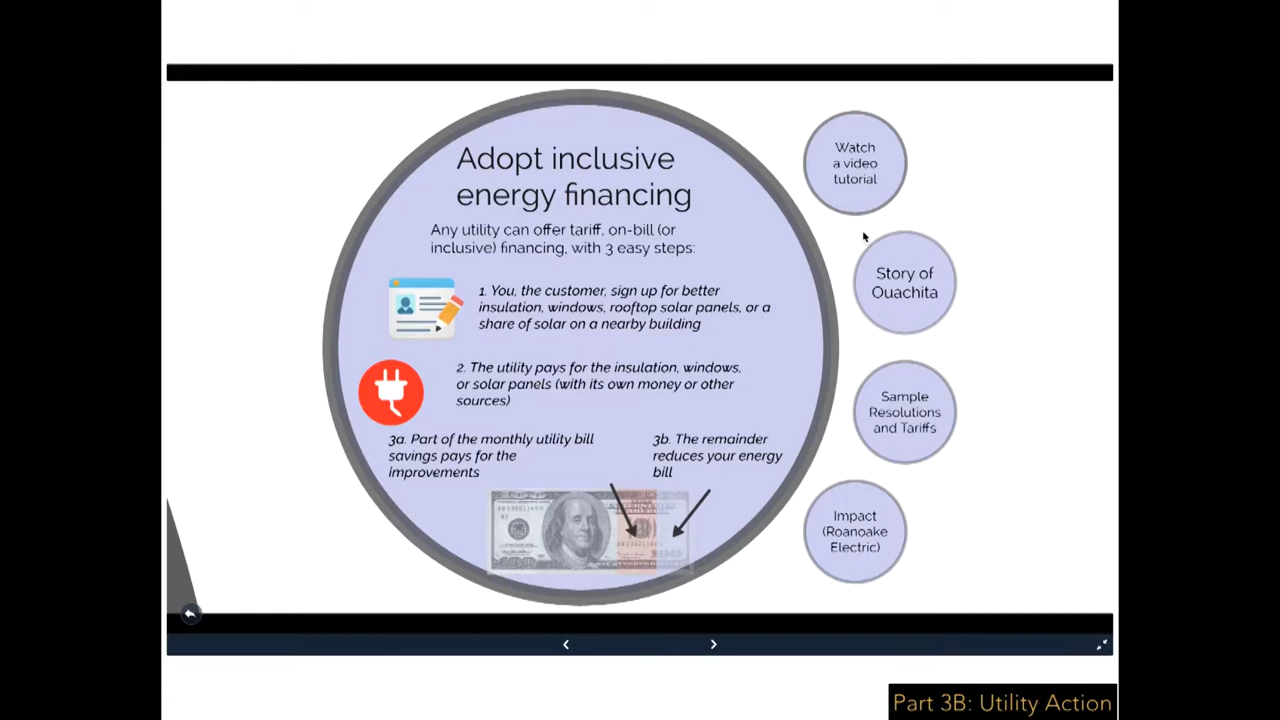 Adopt inclusive
energy financing
Any utility can offer tariff, on-bill (or
inclusive) financing, with 3 easy steps:
1. You, the customer, sign up for better
insulation, windows, rooftop solar panels, or a
share of solar on a nearby building
2. The utility pays for the insulation, windows,
or solar panels (with its own money or other
sources)
3a. Part of the monthly utility bill
savings pays for the
improvements
3b. The remainder
reduces your energy
bill
Watch
a video
tutorial
Story of
Ouachita
Sample
Resolutions
and Tariffs
Impact
(Roanoake
Electric)
Part 3B: Utility Action